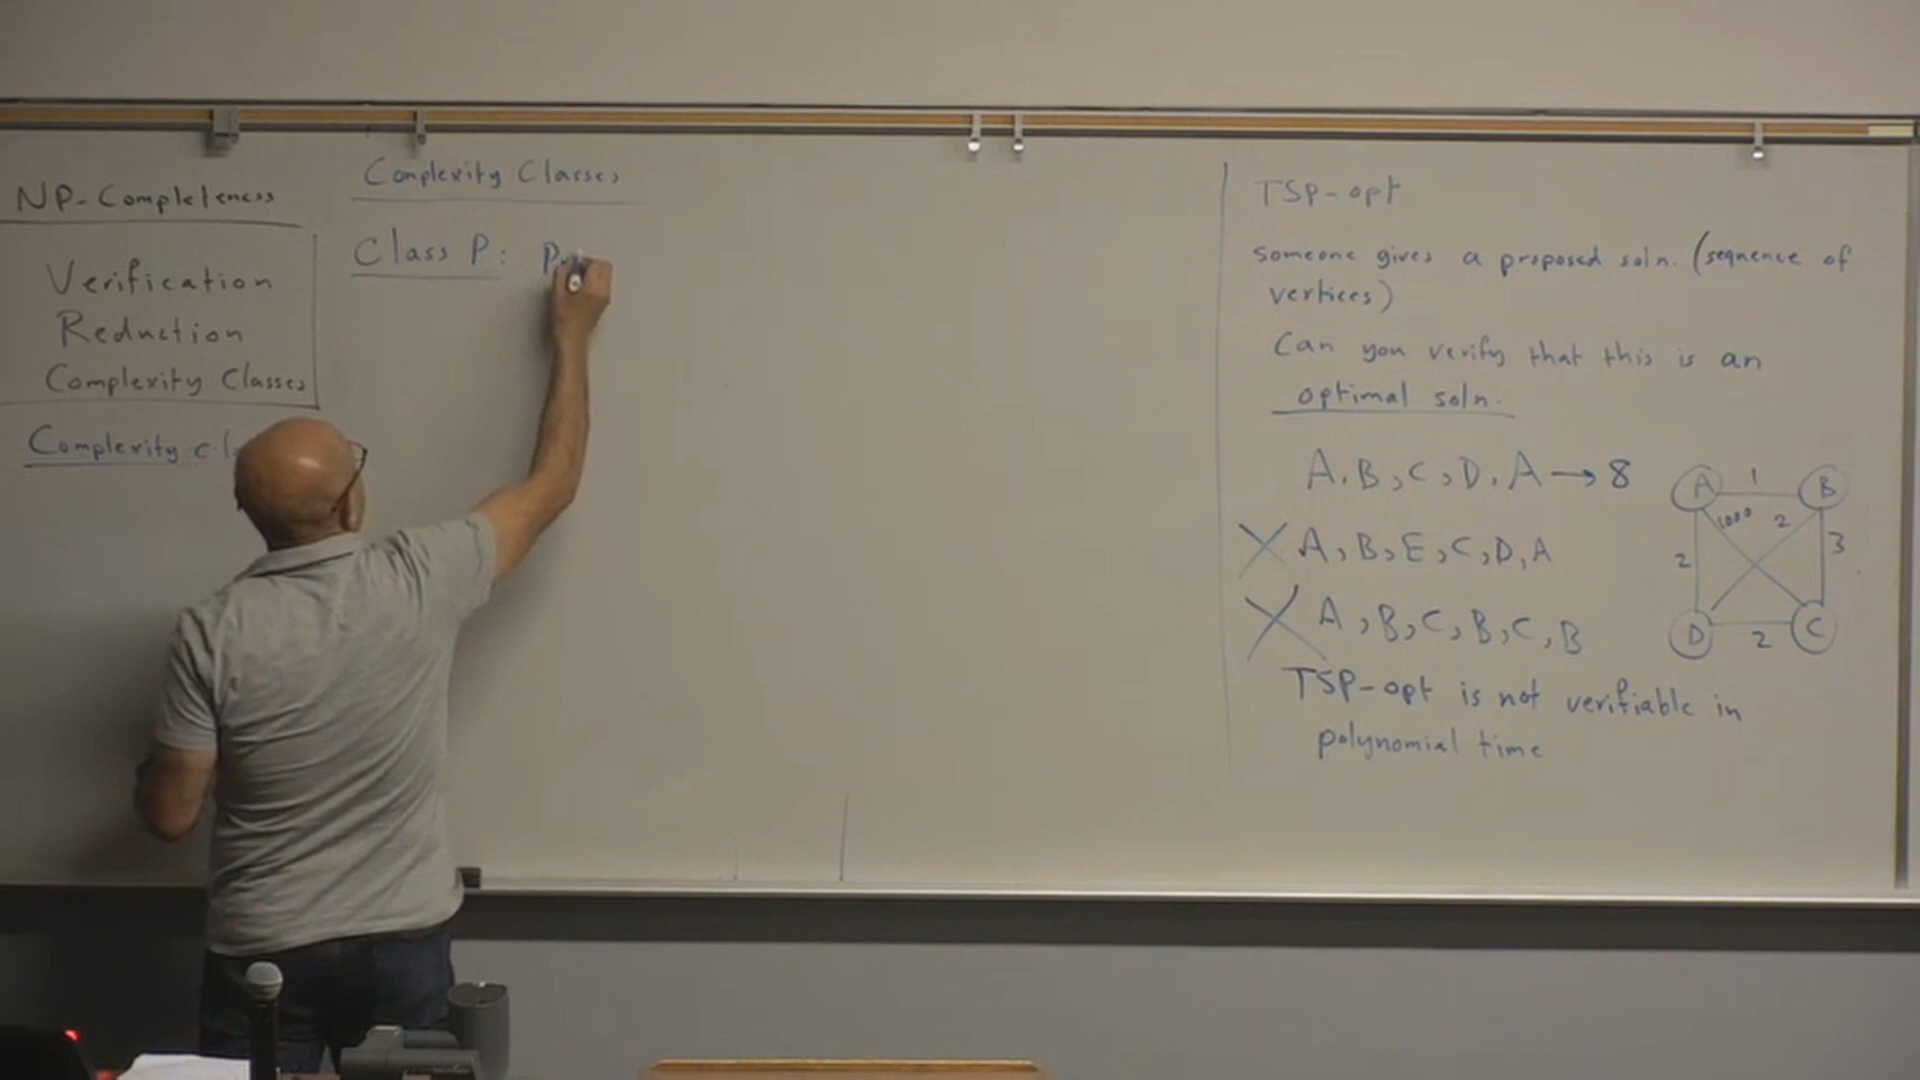 NP-Completeness
Verification
Reduction
Complexity Classes
Complexity
Complexity Classes
Class P:
TSP-opt
someone gives a proposed soln. (sequence of
vertices)
Can you verify that this is an
optimal soln.
A, B, C, D, A → 8
X A, B, E, C, D, A
X A, B, C, B, C, B
TSP-opt is not verifiable in
polynomial time
A 1 B
1000 2
2 3
D 2 C